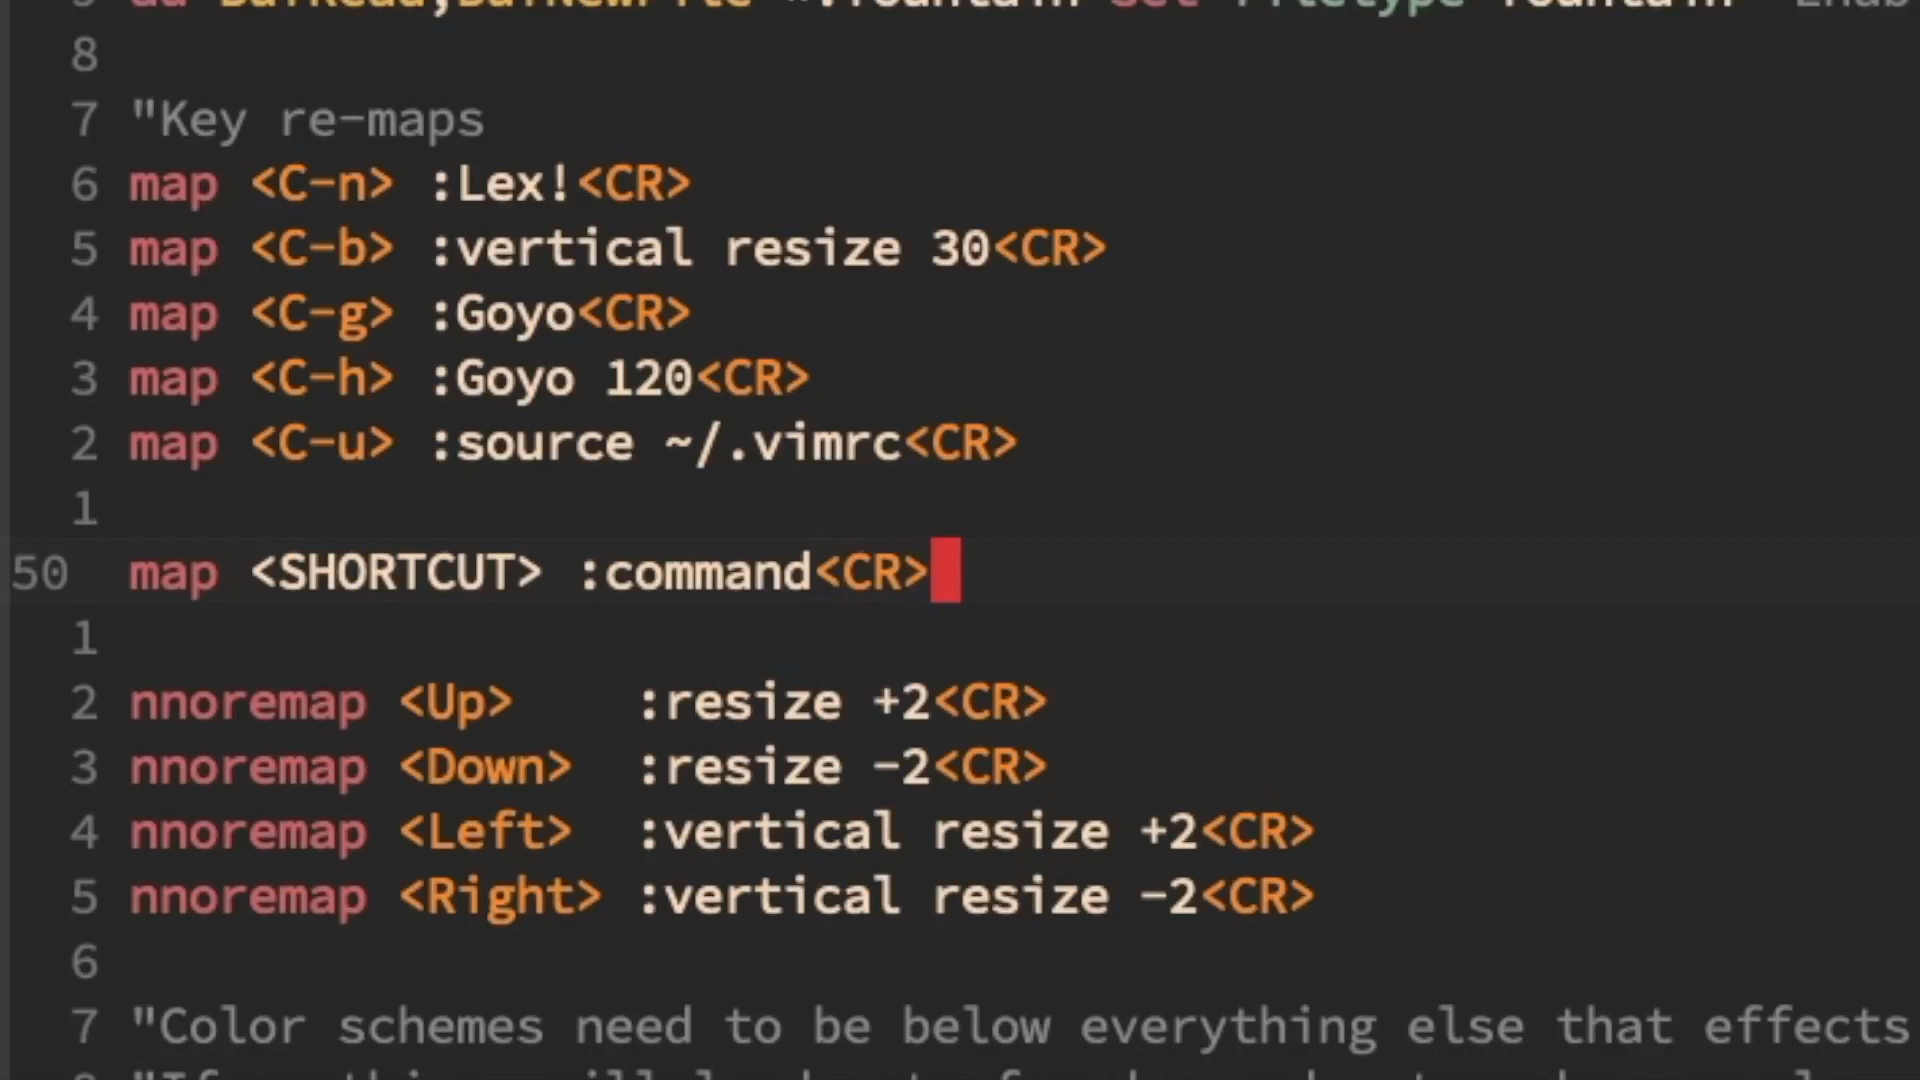 8
7 "Key re-maps
6 map <C-n> :Lex!<CR>
5 map <C-b> :vertical resize 30<CR>
4 map <C-g> :Goyo<CR>
3 map <C-h> :Goyo 120<CR>
2 map <C-u> :source ~/.vimrc<CR>
1
50 map <SHORTCUT> :command<CR>
1
2 nnoremap <Up>    :resize +2<CR>
3 nnoremap <Down>  :resize -2<CR>
4 nnoremap <Left>  :vertical resize +2<CR>
5 nnoremap <Right> :vertical resize -2<CR>
6
7 "Color schemes need to be below everything else that effects